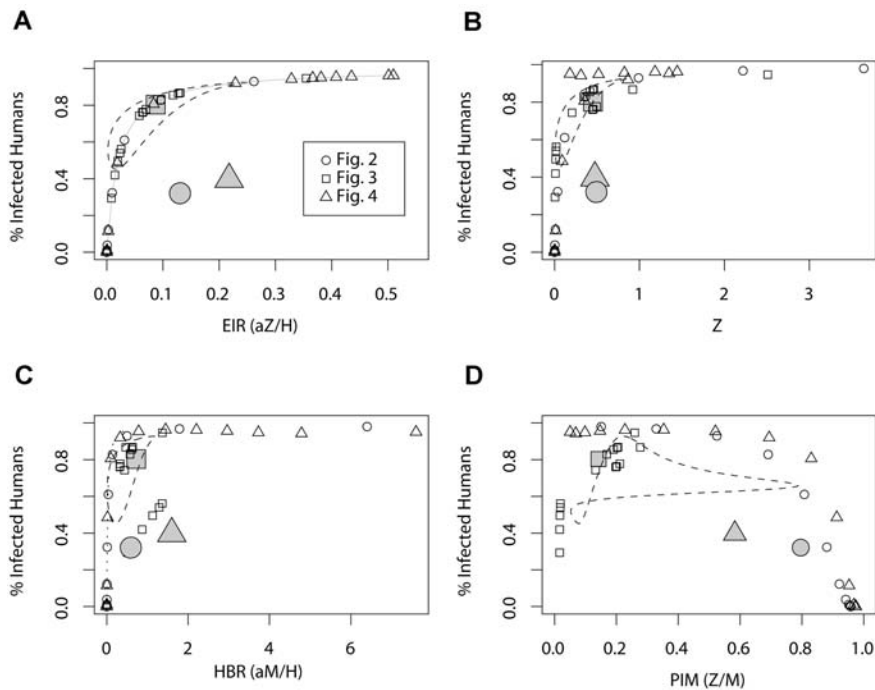 A
% Infected Humans
0.8
0.4
0.0
0.0 0.1 0.2 0.3 0.4 0.5
EIR (aZ/H)
Fig. 2
Fig. 3
Fig. 4
B
% Infected Humans
0.8
0.4
0.0
0 1 2 3
Z
C
% Infected Humans
0.8
0.4
0.0
0 2 4 6
HBR (aM/H)
D
% Infected Humans
0.8
0.4
0.0
0.0 0.2 0.4 0.6 0.8 1.0
PIM (Z/M)